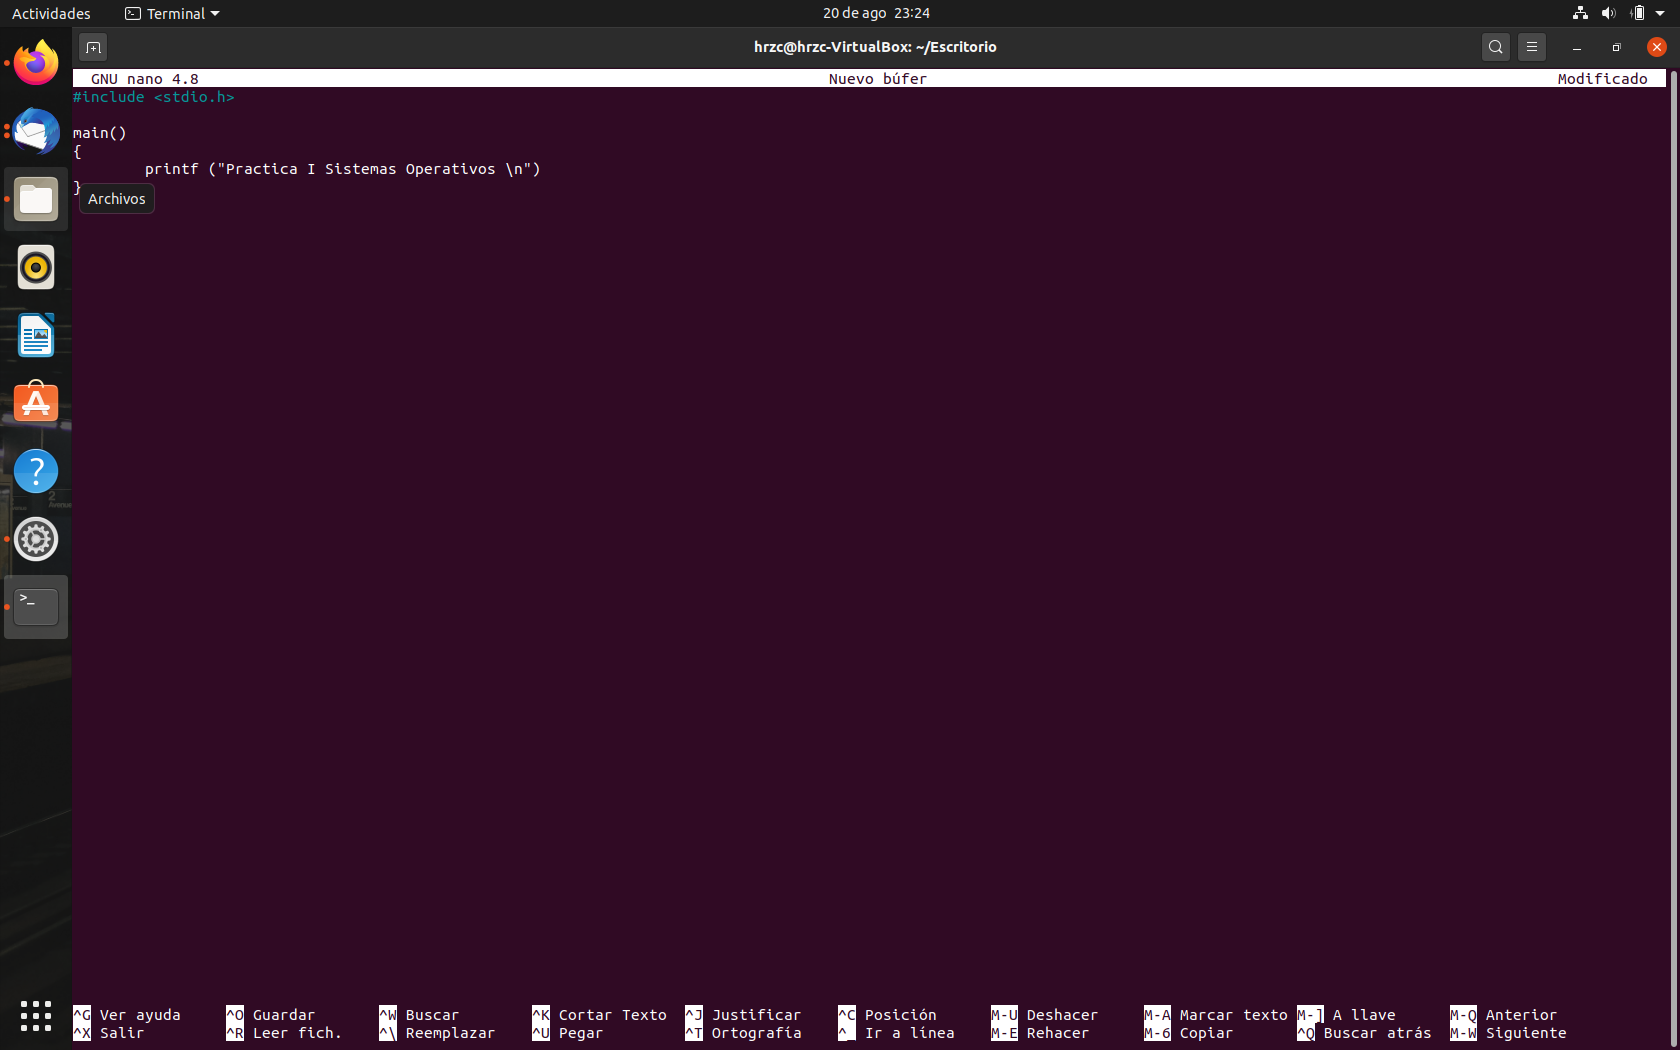 Actividades Terminal 20 de ago 23:24
hrzc@hrzc-VirtualBox: ~/Escritorio
GNU nano 4.8 Nuevo búfer Modificado
#include <stdio.h>
main()
{
printf ("Practica I Sistemas Operativos \n")
}
Archivos
^G Ver ayuda ^O Guardar ^W Buscar ^K Cortar Texto ^J Justificar ^C Posición M-U Deshacer M-A Marcar texto M-] A llave M-Q Anterior
^X Salir ^R Leer fich. ^\ Reemplazar ^U Pegar ^T Ortografía ^_ Ir a línea M-E Rehacer M-6 Copiar ^Q Buscar atrás M-W Siguiente